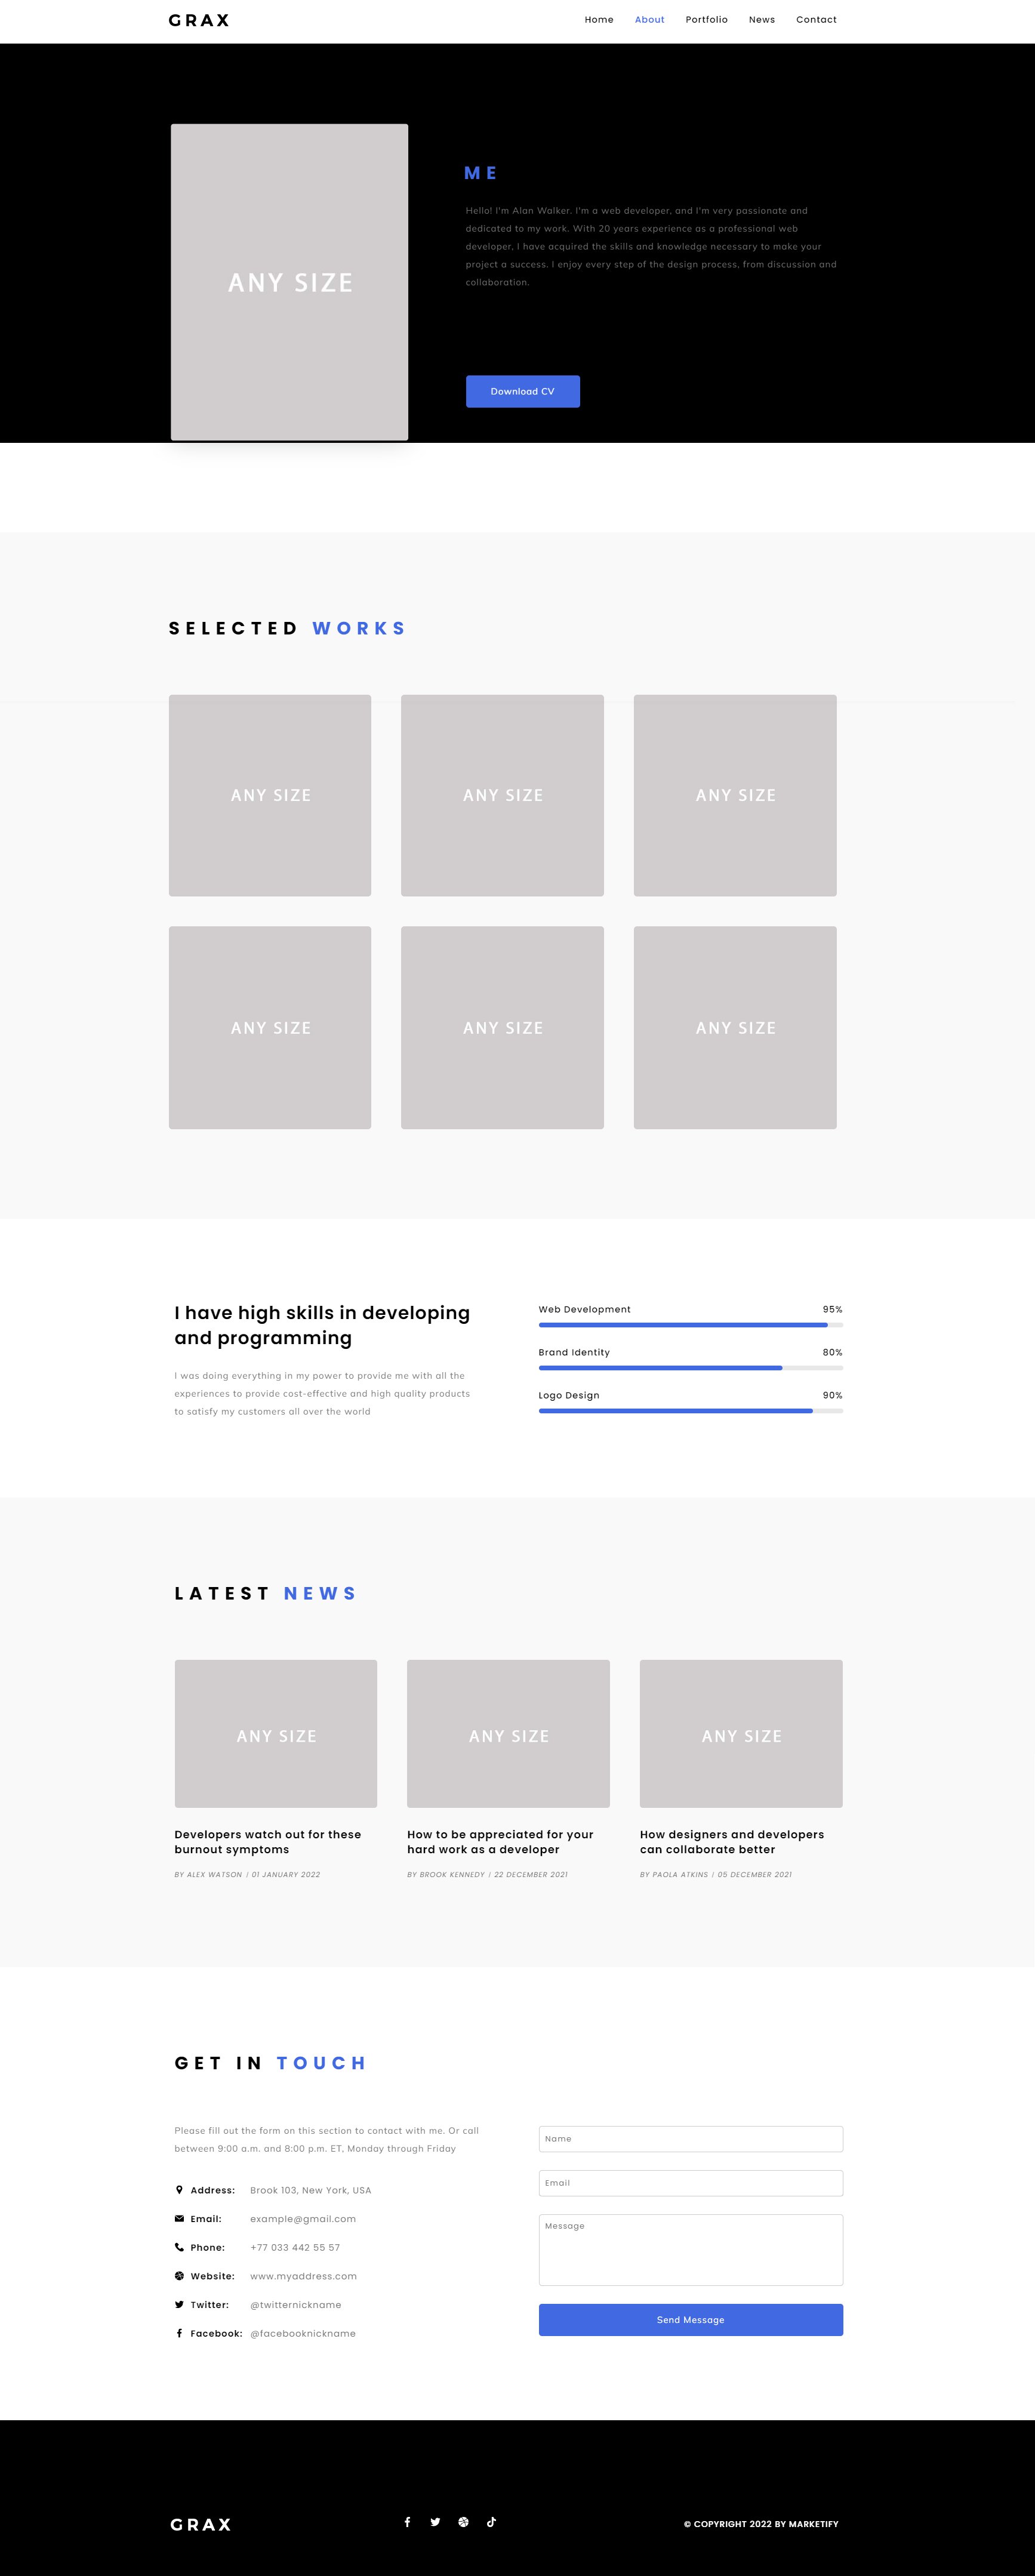 GRAX
Home About Portfolio News Contact
ME
Hello! I'm Alan Walker. I'm a web developer, and I'm very passionate and
dedicated to my work. With 20 years experience as a professional web
developer, I have acquired the skills and knowledge necessary to make your
project a success. I enjoy every step of the design process, from discussion and
collaboration.
ANY SIZE
Download CV
SELECTED WORKS
ANY SIZE ANY SIZE ANY SIZE
ANY SIZE ANY SIZE ANY SIZE
I have high skills in developing
and programming
I was doing everything in my power to provide me with all the
experiences to provide cost-effective and high quality products
to satisfy my customers all over the world
Web Development 95%
Brand Identity 80%
Logo Design 90%
LATEST NEWS
ANY SIZE ANY SIZE ANY SIZE
Developers watch out for these
burnout symptoms
BY ALEX WATSON / 01 JANUARY 2022
How to be appreciated for your
hard work as a developer
BY BROOK KENNEDY / 22 DECEMBER 2021
How designers and developers
can collaborate better
BY PAOLA ATKINS / 05 DECEMBER 2021
GET IN TOUCH
Please fill out the form on this section to contact with me. Or call
between 9:00 a.m. and 8:00 p.m. ET, Monday through Friday
Address: Brook 103, New York, USA
Email: example@gmail.com
Phone: +77 033 442 55 57
Website: www.myaddress.com
Twitter: @twitternickname
Facebook: @facebooknickname
Name
Email
Message
Send Message
GRAX
© COPYRIGHT 2022 BY MARKETIFY